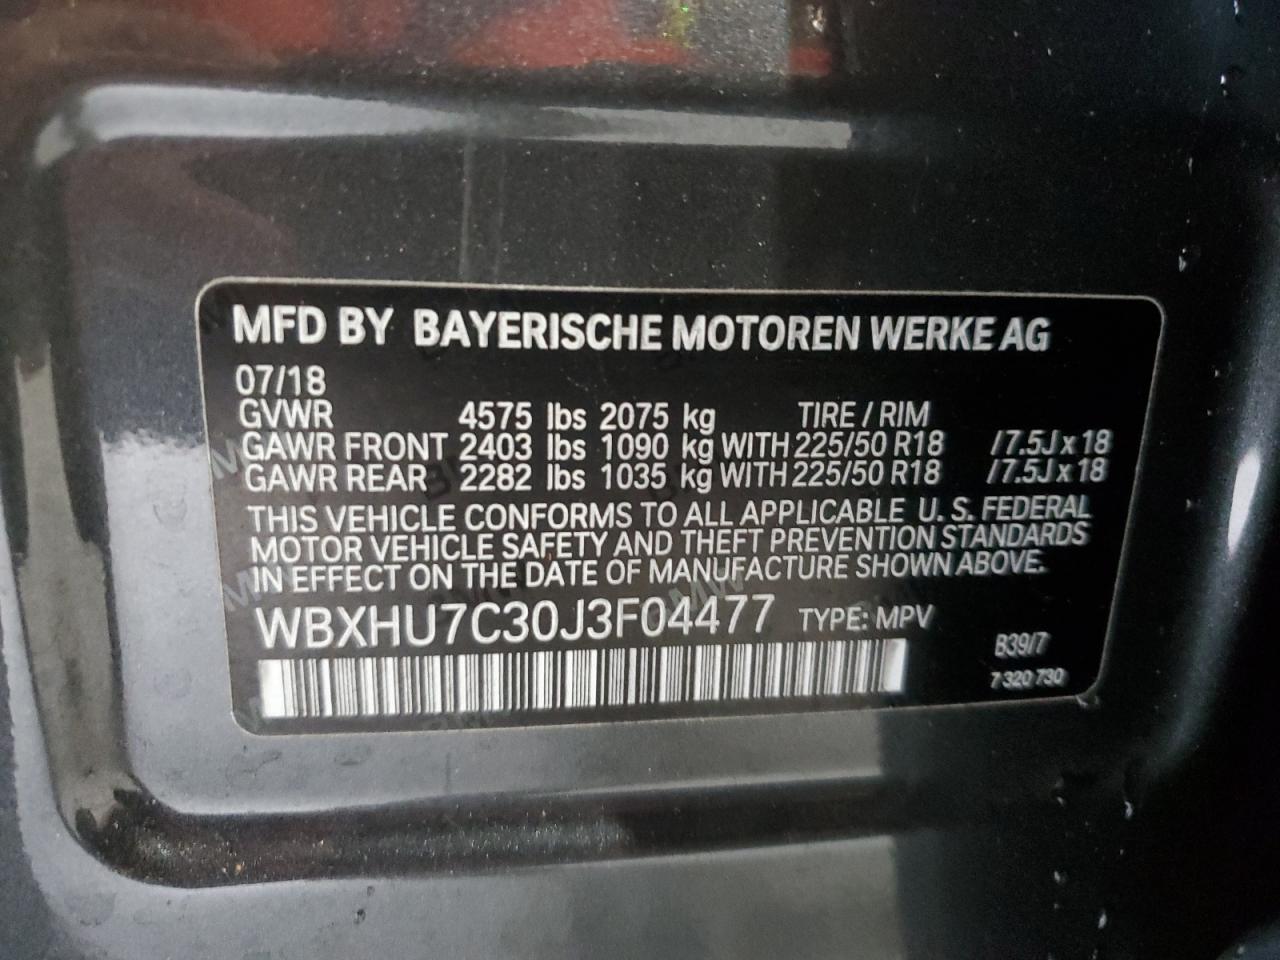 MFD BY BAYERISCHE MOTOREN WERKE AG
07/18
GVWR 4575 lbs 2075 kg TIRE / RIM
GAWR FRONT 2403 lbs 1090 kg WITH 225/50 R18 /7.5J x 18
GAWR REAR 2282 lbs 1035 kg WITH 225/50 R18 /7.5J x 18
THIS VEHICLE CONFORMS TO ALL APPLICABLE U. S. FEDERAL
MOTOR VEHICLE SAFETY AND THEFT PREVENTION STANDARDS
IN EFFECT ON THE DATE OF MANUFACTURE SHOWN ABOVE.
WBXHU7C30J3F04477 TYPE: MPV
B39/7
7 320 730